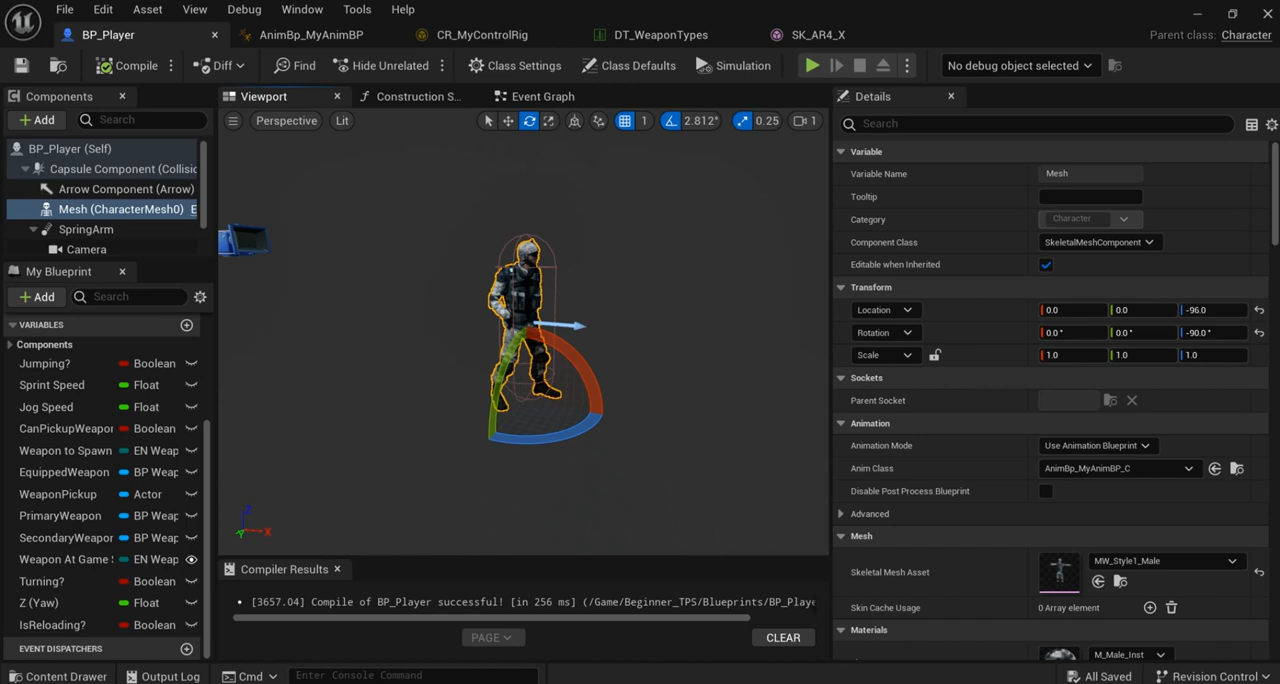 File Edit Asset View Debug Window Tools Help
BP_Player AnimBp_MyAnimBP CR_MyControlRig DT_WeaponTypes SK_AR4_X Parent class: Character
Compile Diff Find Hide Unrelated Class Settings Class Defaults Simulation No debug object selected
Components
Add Search
BP_Player (Self)
Capsule Component (Collisic
Arrow Component (Arrow)
Mesh (CharacterMesh0) E
SpringArm
Camera
My Blueprint
Add Search
VARIABLES
Components
Jumping? Boolean
Sprint Speed Float
Jog Speed Float
CanPickupWeapon Boolean
Weapon to Spawn EN Weap
EquippedWeapon BP Weap
WeaponPickup Actor
PrimaryWeapon BP Weap
SecondaryWeapon BP Weap
Weapon At Game S EN Weap
Turning? Boolean
Z (Yaw) Float
IsReloading? Boolean
EVENT DISPATCHERS
Viewport Construction S... Event Graph
Perspective Lit 1 2.812° 0.25 1
Z
X
Y
Compiler Results
[3657.04] Compile of BP_Player successful! [in 256 ms] (/Game/Beginner_TPS/Blueprints/BP_Playe
PAGE CLEAR
Details
Search
Variable
Variable Name Mesh
Tooltip
Category Character
Component Class SkeletalMeshComponent
Editable when Inherited
Transform
Location 0.0 0.0 -96.0
Rotation 0.0 ° 0.0 ° -90.0 °
Scale 1.0 1.0 1.0
Sockets
Parent Socket
Animation
Animation Mode Use Animation Blueprint
Anim Class AnimBp_MyAnimBP_C
Disable Post Process Blueprint
Advanced
Mesh
Skeletal Mesh Asset MW_Style1_Male
Skin Cache Usage 0 Array element
Materials
M_Male_Inst
Content Drawer Output Log Cmd Enter Console Command All Saved Revision Control